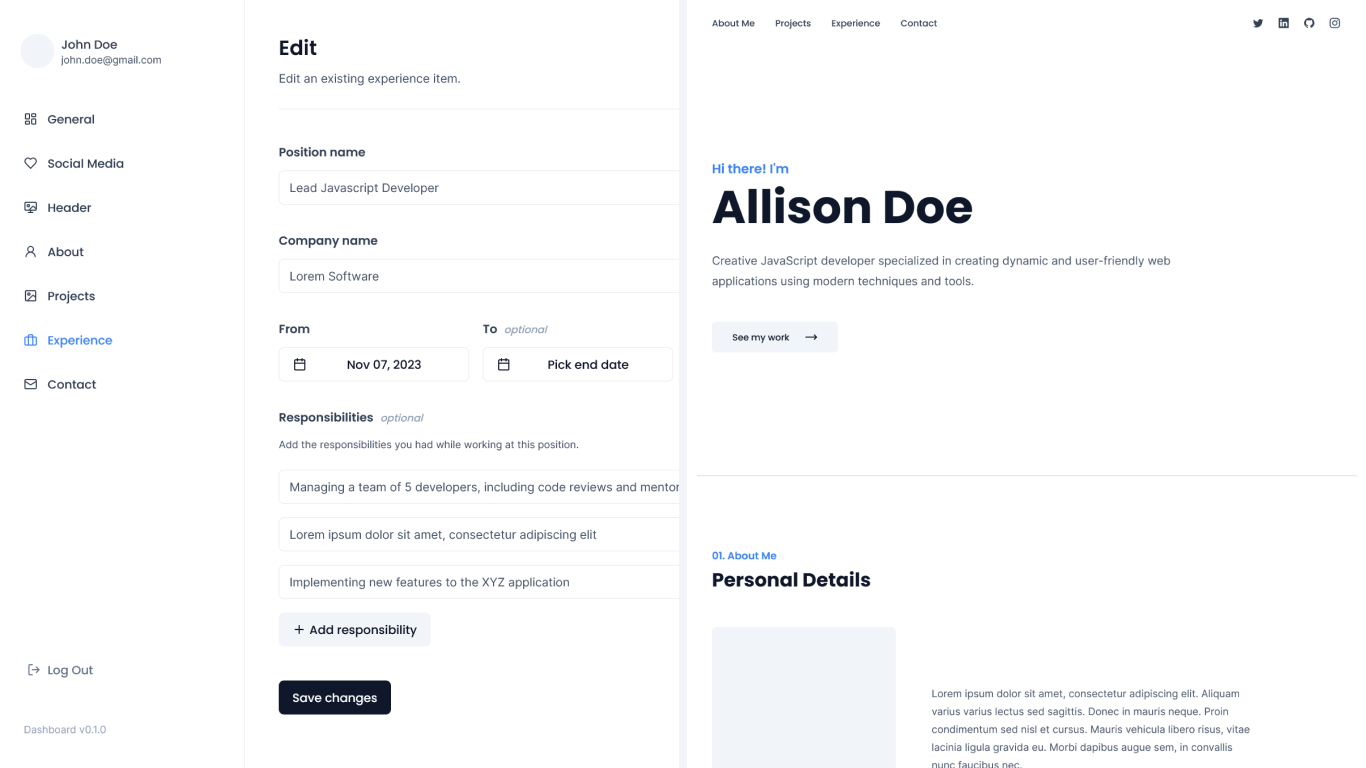 John Doe
john.doe@gmail.com
General
Social Media
Header
About
Projects
Experience
Contact
Log Out
Dashboard v0.1.0
Edit
Edit an existing experience item.
Position name
Lead Javascript Developer
Company name
Lorem Software
From
To optional
Nov 07, 2023
Pick end date
Responsibilities optional
Add the responsibilities you had while working at this position.
Managing a team of 5 developers, including code reviews and mentor
Lorem ipsum dolor sit amet, consectetur adipiscing elit
Implementing new features to the XYZ application
+ Add responsibility
Save changes
About Me Projects Experience Contact
Hi there! I'm
Allison Doe
Creative JavaScript developer specialized in creating dynamic and user-friendly web
applications using modern techniques and tools.
See my work →
01. About Me
Personal Details
Lorem ipsum dolor sit amet, consectetur adipiscing elit. Aliquam
varius varius lectus sed sagittis. Donec in mauris neque. Proin
condimentum sed nisl et cursus. Mauris vehicula libero risus, vitae
lacinia ligula gravida eu. Morbi dapibus augue sem, in convallis
nunc faucibus nec.